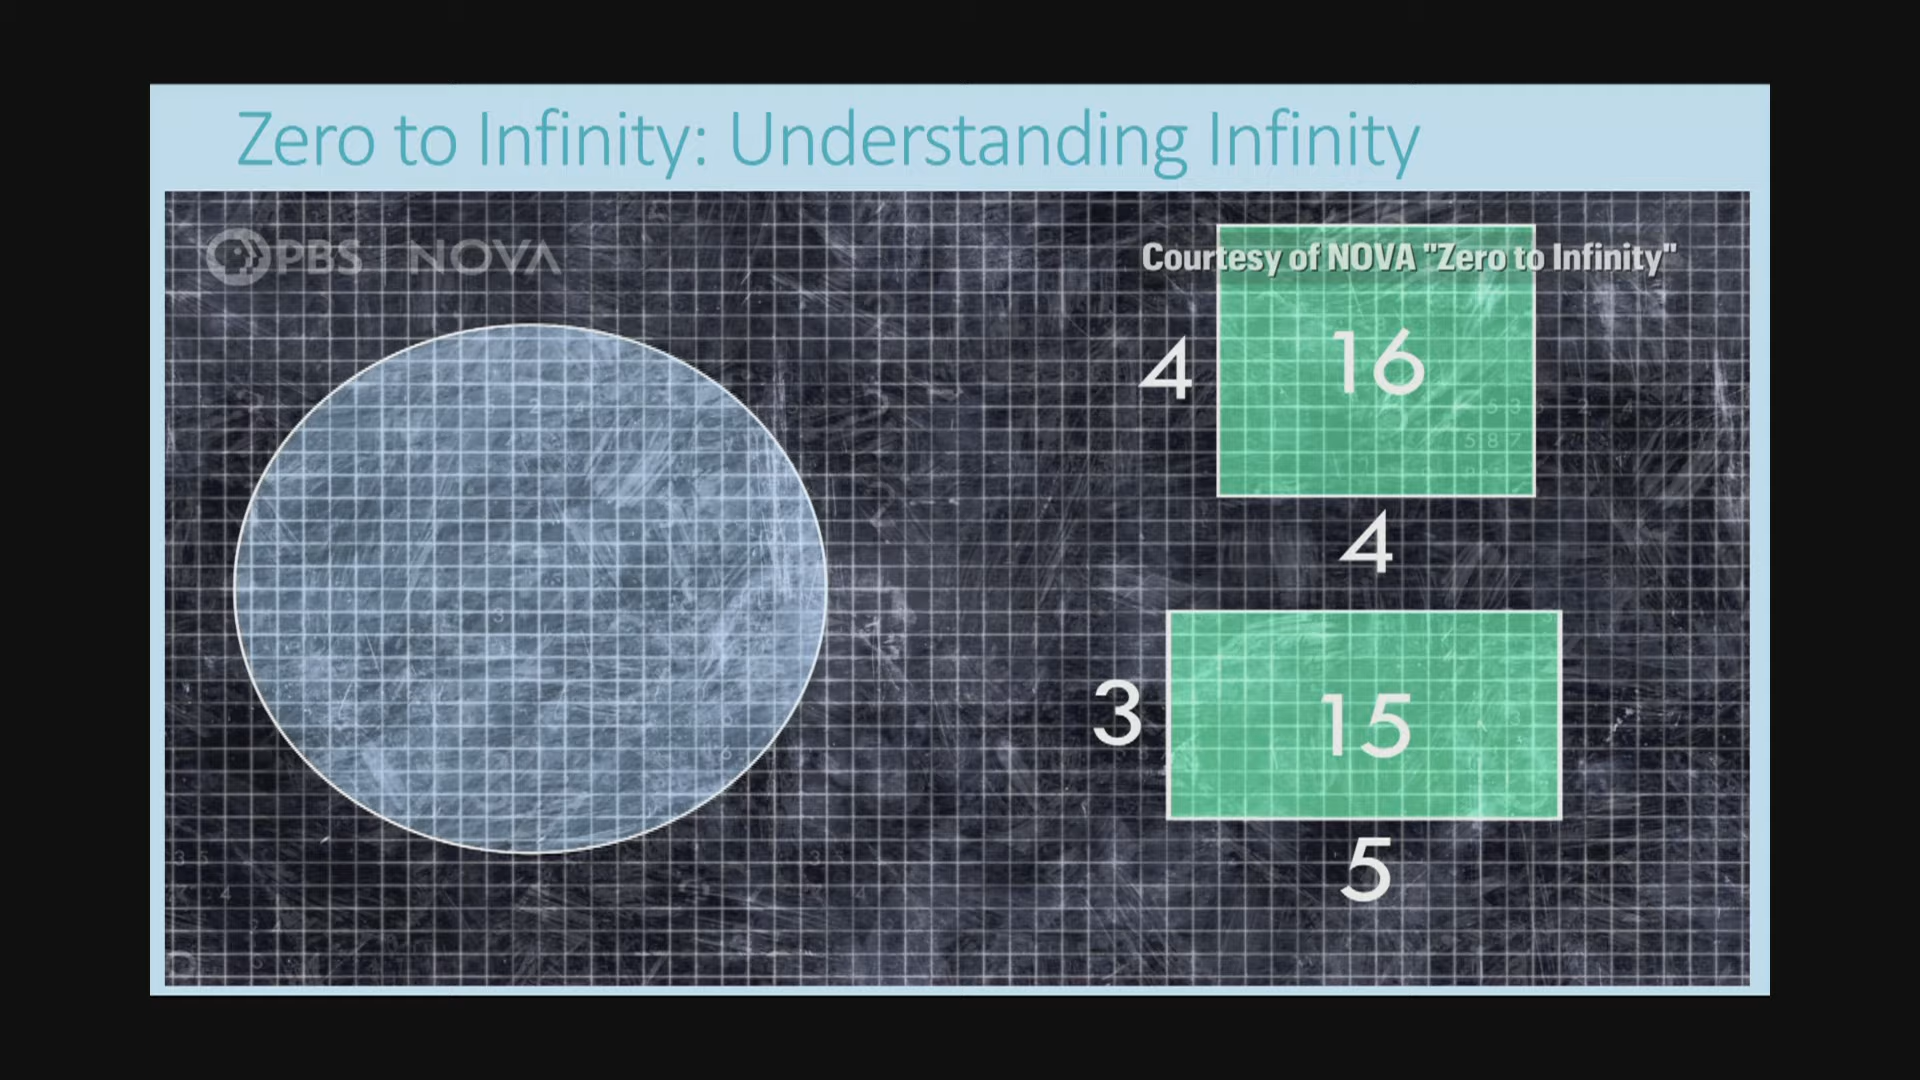 Zero to Infinity: Understanding Infinity
PBS | NOVA
Courtesy of NOVA "Zero to Infinity"
4
16
4
3
15
5